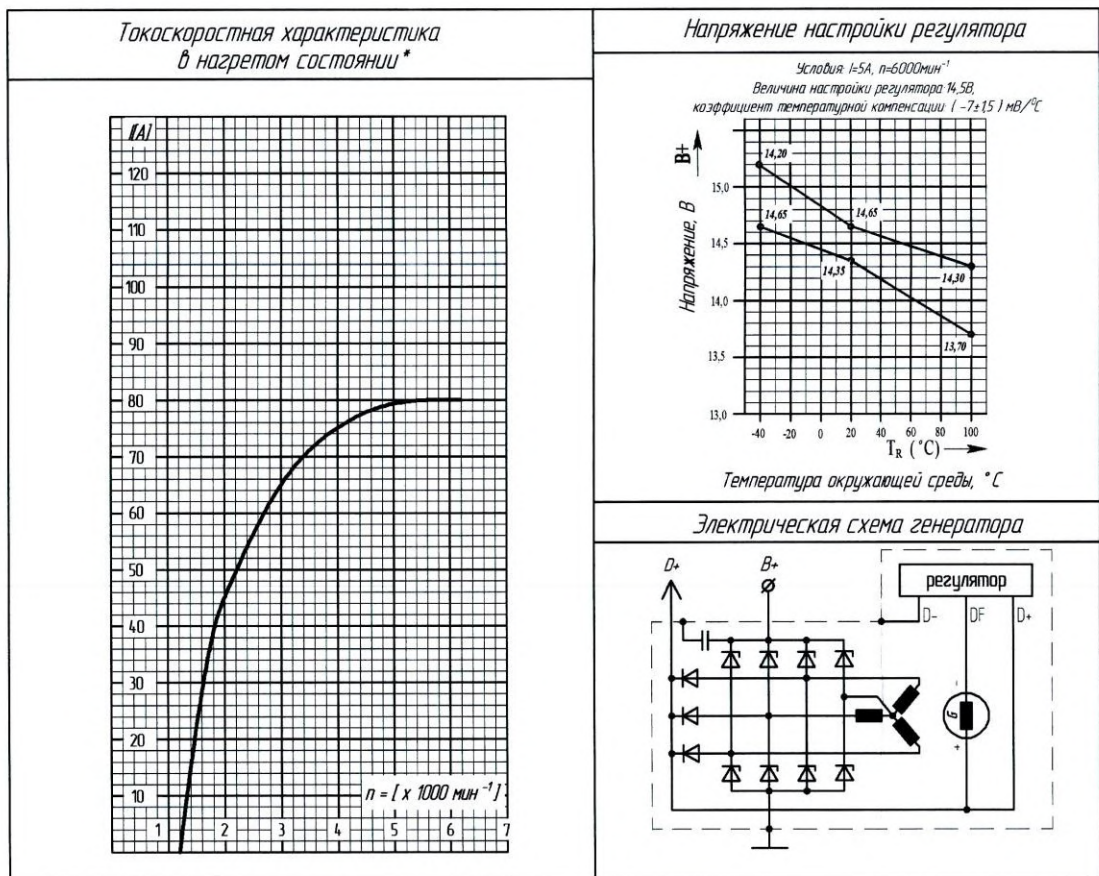 Токоскоростная характеристика
в нагретом состоянии*
I[A]
120
110
100
90
80
70
60
50
40
30
20
10
n = [ x 1000 мин⁻¹]
1 2 3 4 5 6 7
Напряжение настройки регулятора
Условия: I=5А, n=6000мин⁻¹
Величина настройки регулятора 14,5В,
коэффициент температурной компенсации: ( -7±1,5 ) мВ/°С
B+
Напряжение, В
15,0
14,5
14,0
13,5
13,0
14,20
14,65
14,65
14,35
14,30
13,70
-40 -20 0 20 40 60 80 100
T_R (°C)
Температура окружающей среды, °С
Электрическая схема генератора
D+ B+
регулятор
D- DF D+
G
-
+